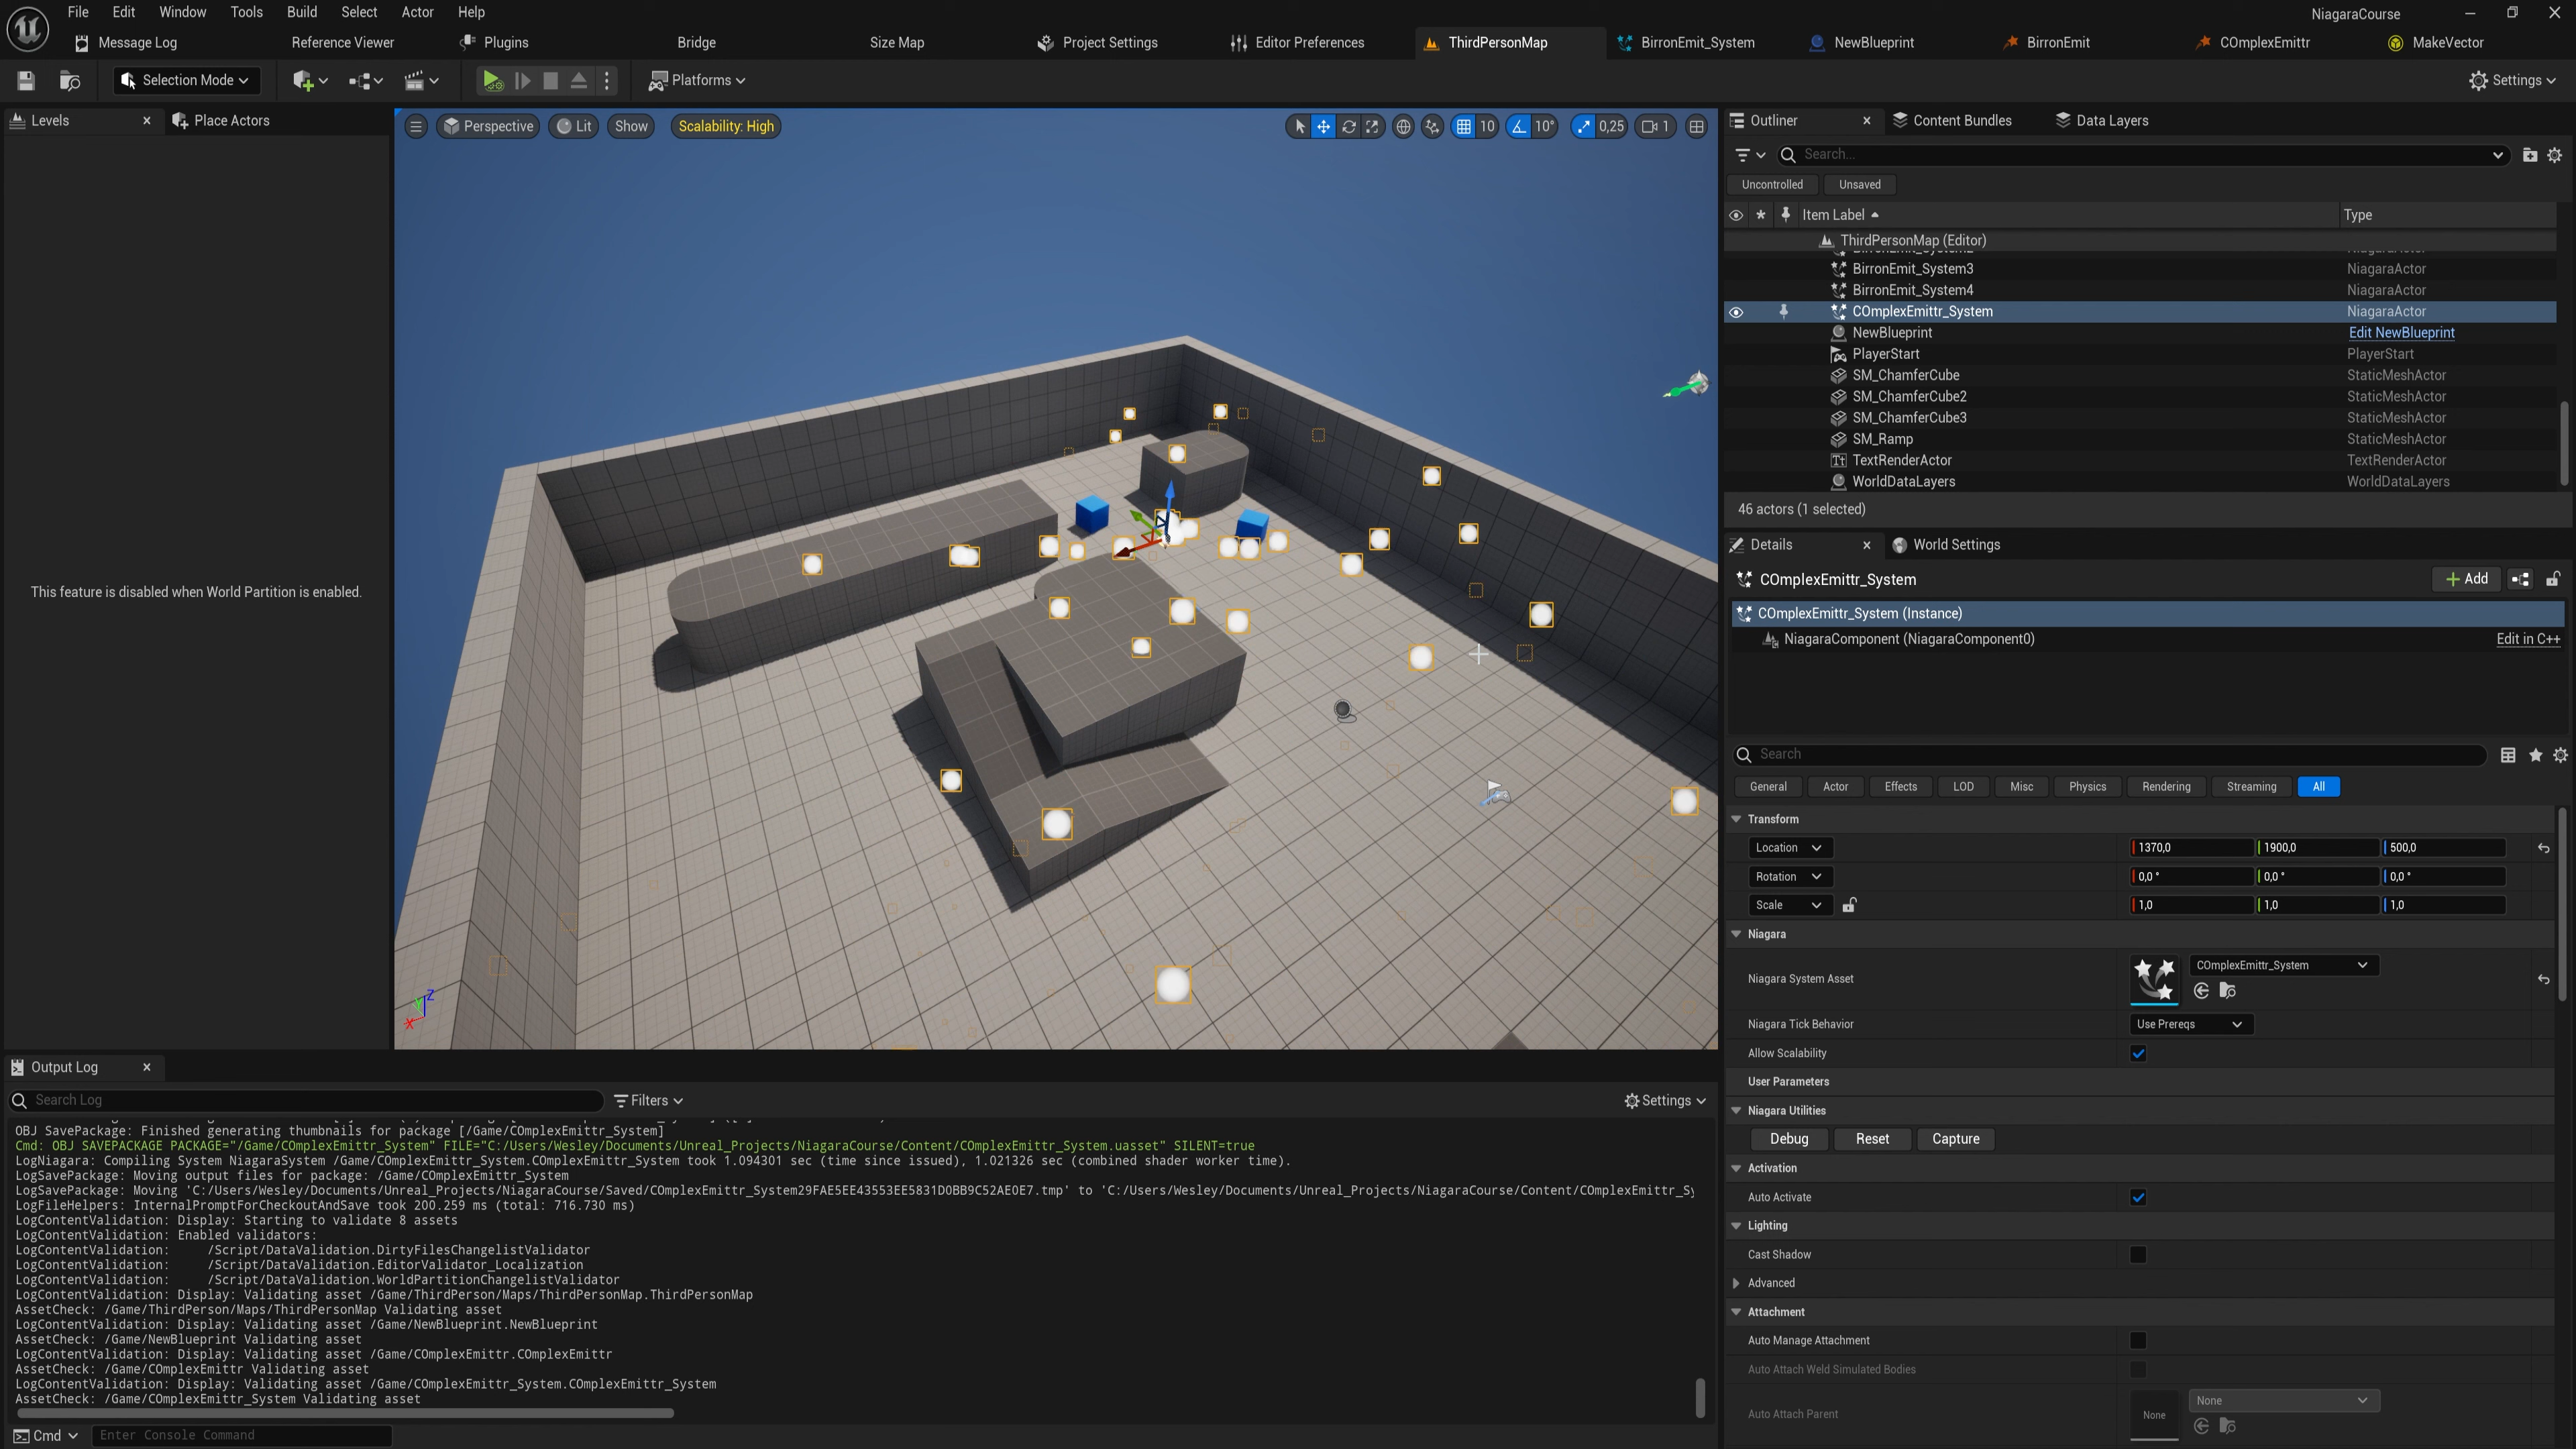 File Edit Window Tools Build Select Actor Help
NiagaraCourse
Message Log Reference Viewer Plugins Bridge Size Map Project Settings Editor Preferences ThirdPersonMap BirronEmit_System NewBlueprint BirronEmit COmplexEmittr MakeVector
Selection Mode Platforms Settings
Levels Place Actors
This feature is disabled when World Partition is enabled.
Perspective Lit Show Scalability: High 10 10° 0,25 1
Z
Y
X
Outliner Content Bundles Data Layers
Search...
Uncontrolled Unsaved
Item Label Type
ThirdPersonMap (Editor)
BirronEmit_System3 NiagaraActor
BirronEmit_System4 NiagaraActor
COmplexEmittr_System NiagaraActor
NewBlueprint Edit NewBlueprint
PlayerStart PlayerStart
SM_ChamferCube StaticMeshActor
SM_ChamferCube2 StaticMeshActor
SM_ChamferCube3 StaticMeshActor
SM_Ramp StaticMeshActor
TextRenderActor TextRenderActor
WorldDataLayers WorldDataLayers
46 actors (1 selected)
Details World Settings
COmplexEmittr_System Add
COmplexEmittr_System (Instance)
NiagaraComponent (NiagaraComponent0) Edit in C++
Search
General Actor Effects LOD Misc Physics Rendering Streaming All
Transform
Location 1370,0 1900,0 500,0
Rotation 0,0 ° 0,0 ° 0,0 °
Scale 1,0 1,0 1,0
Niagara
Niagara System Asset COmplexEmittr_System
Niagara Tick Behavior Use Prereqs
Allow Scalability
User Parameters
Niagara Utilities
Debug Reset Capture
Activation
Auto Activate
Lighting
Cast Shadow
Advanced
Attachment
Auto Manage Attachment
Auto Attach Weld Simulated Bodies
Auto Attach Parent None None
Output Log
Search Log Filters Settings
OBJ SavePackage: Finished generating thumbnails for package [/Game/COmplexEmittr_System]
Cmd: OBJ SAVEPACKAGE PACKAGE="/Game/COmplexEmittr_System" FILE="C:/Users/Wesley/Documents/Unreal_Projects/NiagaraCourse/Content/COmplexEmittr_System.uasset" SILENT=true
LogNiagara: Compiling System NiagaraSystem /Game/COmplexEmittr_System.COmplexEmittr_System took 1.094301 sec (time since issued), 1.021326 sec (combined shader worker time).
LogSavePackage: Moving output files for package: /Game/COmplexEmittr_System
LogSavePackage: Moving 'C:/Users/Wesley/Documents/Unreal_Projects/NiagaraCourse/Saved/COmplexEmittr_System29FAE5EE43553EE5831D0BB9C52AE0E7.tmp' to 'C:/Users/Wesley/Documents/Unreal_Projects/NiagaraCourse/Content/COmplexEmittr_Sy
LogFileHelpers: InternalPromptForCheckoutAndSave took 200.259 ms (total: 716.730 ms)
LogContentValidation: Display: Starting to validate 8 assets
LogContentValidation: Enabled validators:
LogContentValidation: /Script/DataValidation.DirtyFilesChangelistValidator
LogContentValidation: /Script/DataValidation.EditorValidator_Localization
LogContentValidation: /Script/DataValidation.WorldPartitionChangelistValidator
LogContentValidation: Display: Validating asset /Game/ThirdPerson/Maps/ThirdPersonMap.ThirdPersonMap
AssetCheck: /Game/ThirdPerson/Maps/ThirdPersonMap Validating asset
LogContentValidation: Display: Validating asset /Game/NewBlueprint.NewBlueprint
AssetCheck: /Game/NewBlueprint Validating asset
LogContentValidation: Display: Validating asset /Game/COmplexEmittr.COmplexEmittr
AssetCheck: /Game/COmplexEmittr Validating asset
LogContentValidation: Display: Validating asset /Game/COmplexEmittr_System.COmplexEmittr_System
AssetCheck: /Game/COmplexEmittr_System Validating asset
Cmd Enter Console Command